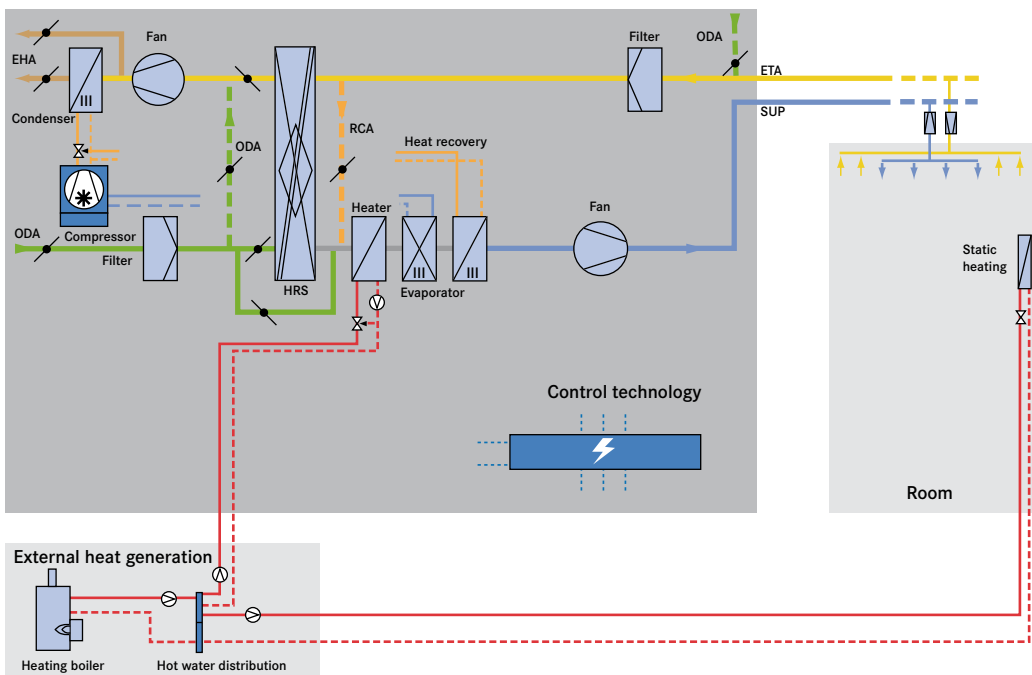 Fan
Filter
ODA
EHA
ETA
SUP
Condenser
RCA
Heat recovery
ODA
Heater
Fan
Compressor
ODA
Filter
HRS
Evaporator
Static
heating
Control technology
Room
External heat generation
Heating boiler
Hot water distribution